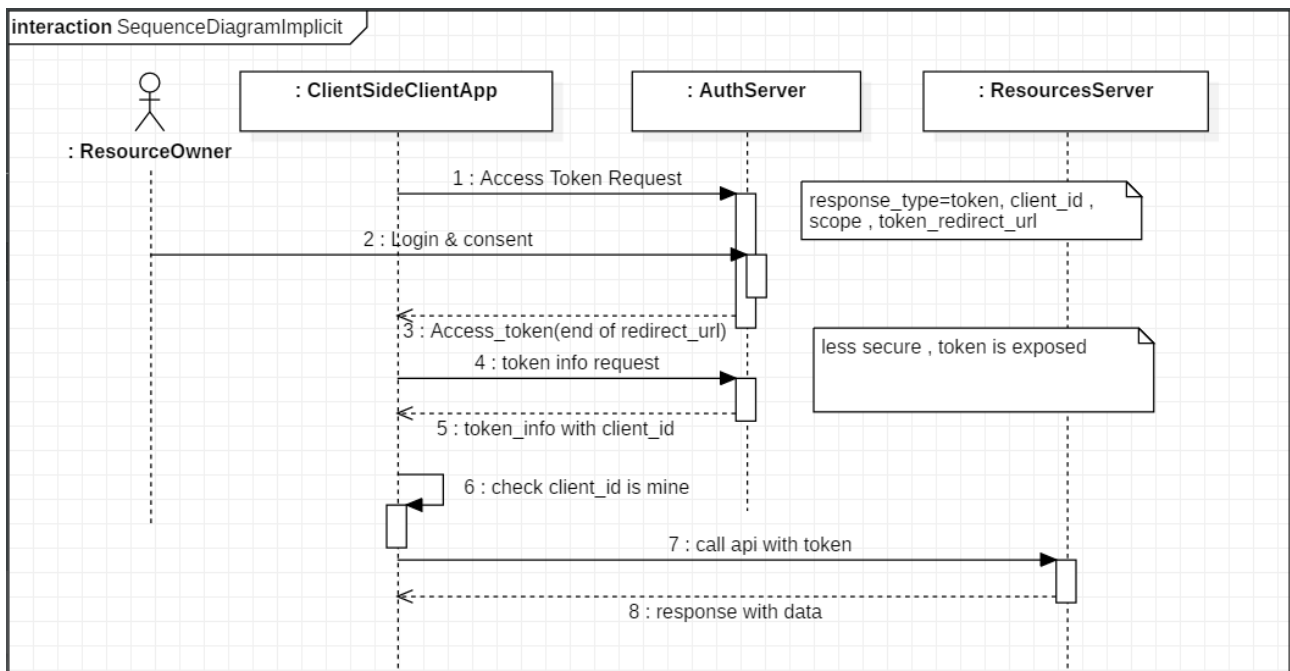 interaction SequenceDiagramImplicit
: ResourceOwner
: ClientSideClientApp
: AuthServer
: ResourcesServer
1 : Access Token Request
response_type=token, client_id ,
scope , token_redirect_url
2 : Login & consent
3 : Access_token(end of redirect_url)
less secure , token is exposed
4 : token info request
5 : token_info with client_id
6 : check client_id is mine
7 : call api with token
8 : response with data